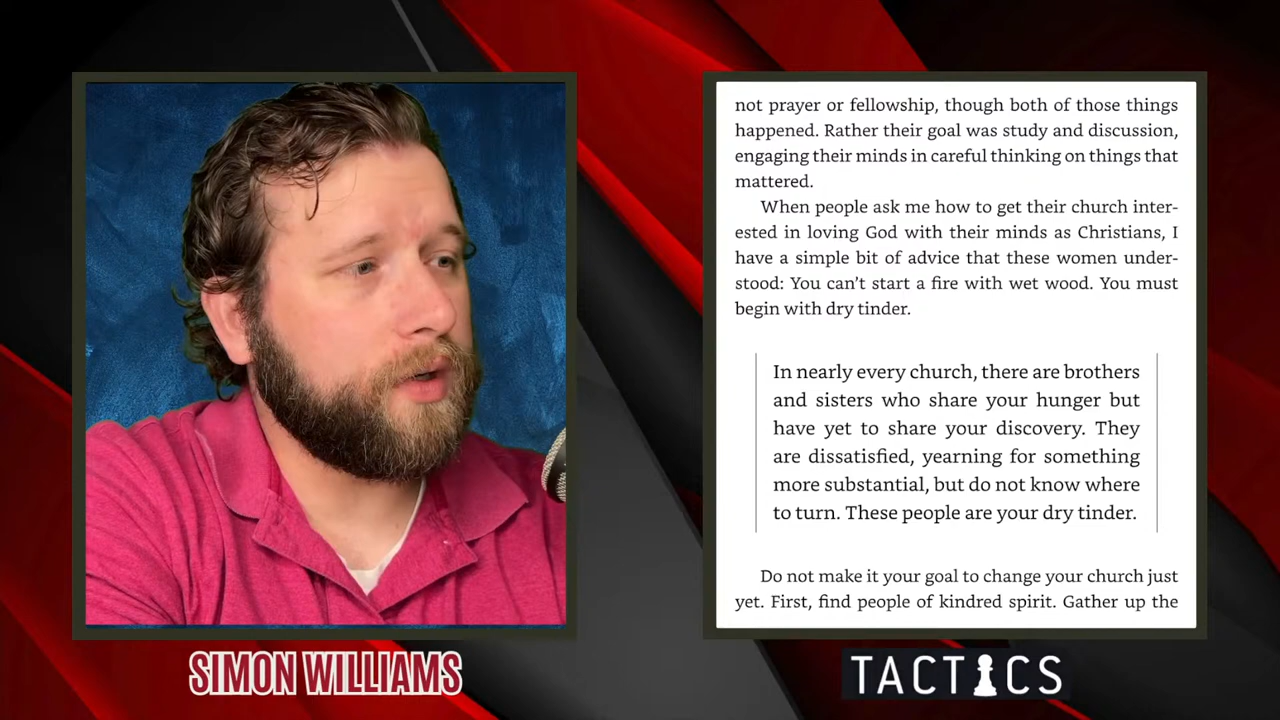 not prayer or fellowship, though both of those things
happened. Rather their goal was study and discussion,
engaging their minds in careful thinking on things that
mattered.
When people ask me how to get their church inter-
ested in loving God with their minds as Christians, I
have a simple bit of advice that these women under-
stood: You can’t start a fire with wet wood. You must
begin with dry tinder.
In nearly every church, there are brothers
and sisters who share your hunger but
have yet to share your discovery. They
are dissatisfied, yearning for something
more substantial, but do not know where
to turn. These people are your dry tinder.
Do not make it your goal to change your church just
yet. First, find people of kindred spirit. Gather up the
SIMON WILLIAMS
TACTICS